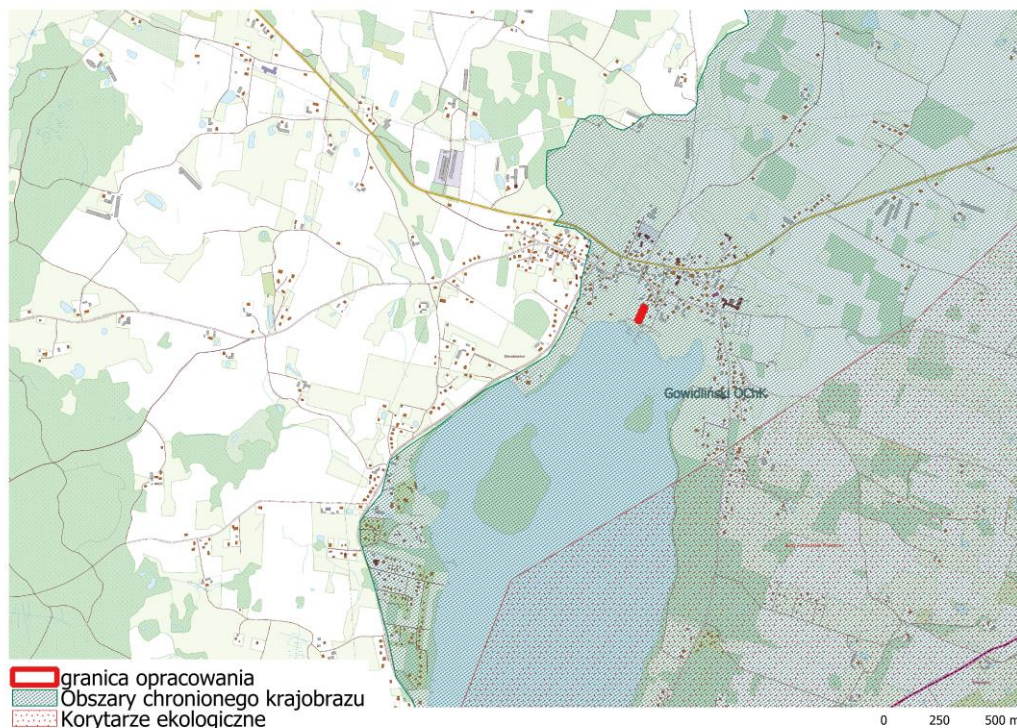 Gowidliński OChK
granica opracowania
Obszary chronionego krajobrazu
Korytarze ekologiczne
0 250 500 m